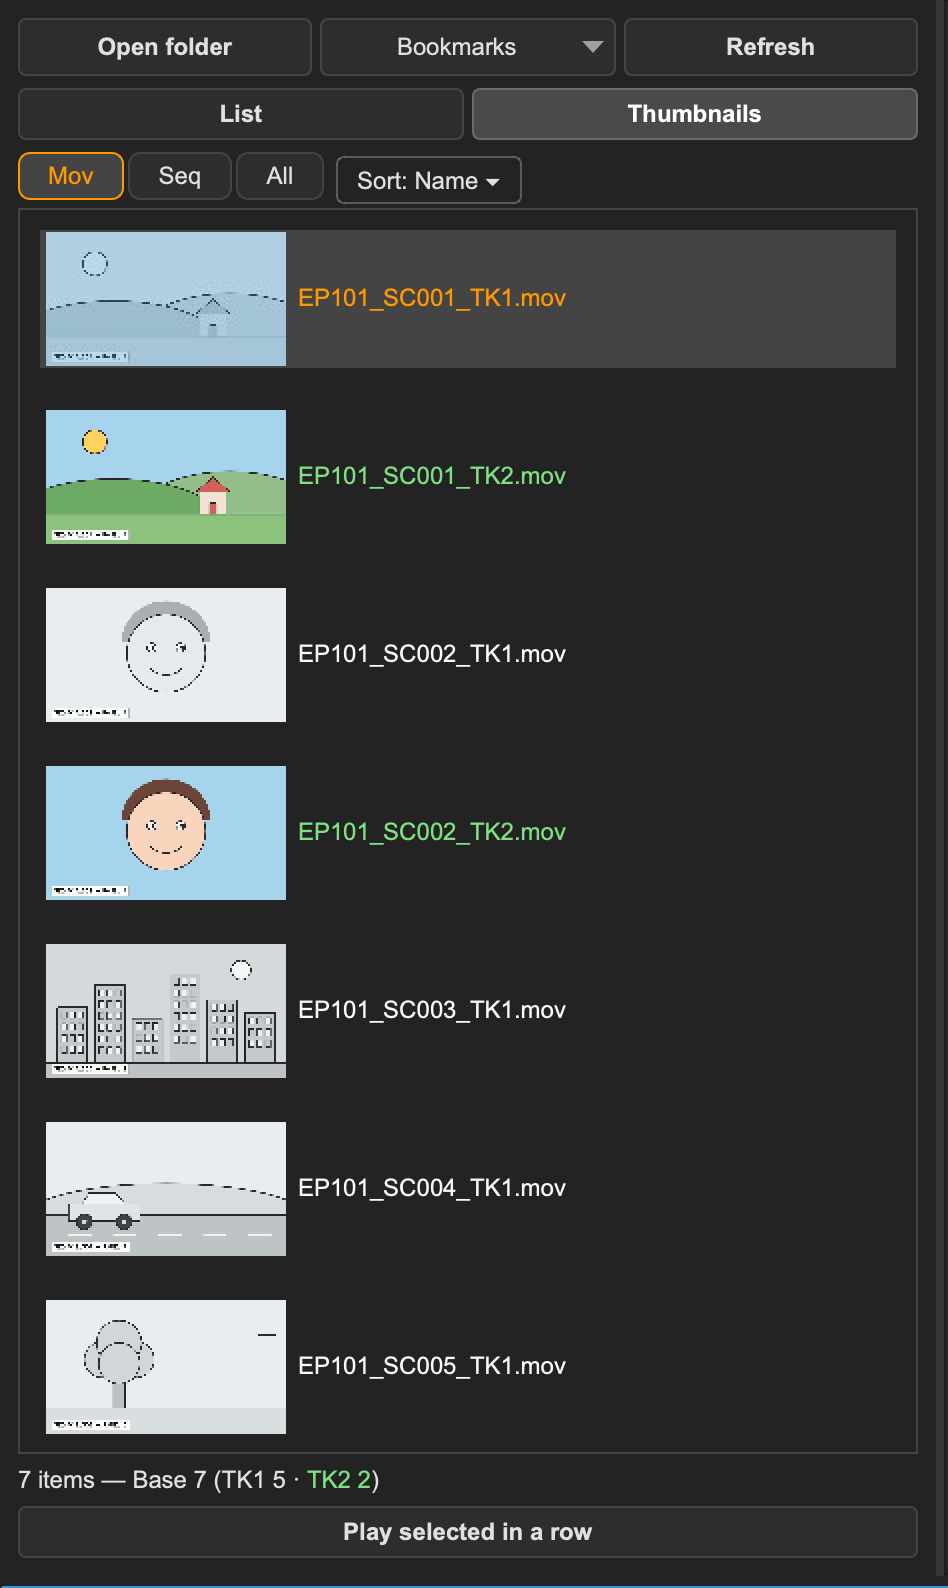 Open folder Bookmarks Refresh
List Thumbnails
Mov Seq All Sort: Name
EP101_SC001_TK1.mov
EP101_SC001_TK2.mov
EP101_SC002_TK1.mov
EP101_SC002_TK2.mov
EP101_SC003_TK1.mov
EP101_SC004_TK1.mov
EP101_SC005_TK1.mov
7 items — Base 7 (TK1 5 · TK2 2)
Play selected in a row